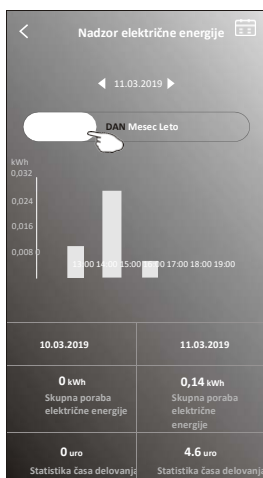 Nadzor električne energije
11.03.2019
DAN Mesec Leto
kWh
0,032
0,024
0,016
0,008 0
13:00 14:00 15:00 16:00 17:00 18:00 19:00
10.03.2019
11.03.2019
0 kWh
Skupna poraba
električne energije
0,14 kWh
Skupna poraba
električne
energije
0 uro
Statistika časa delovanja
4.6 uro
Statistika časa delovanja